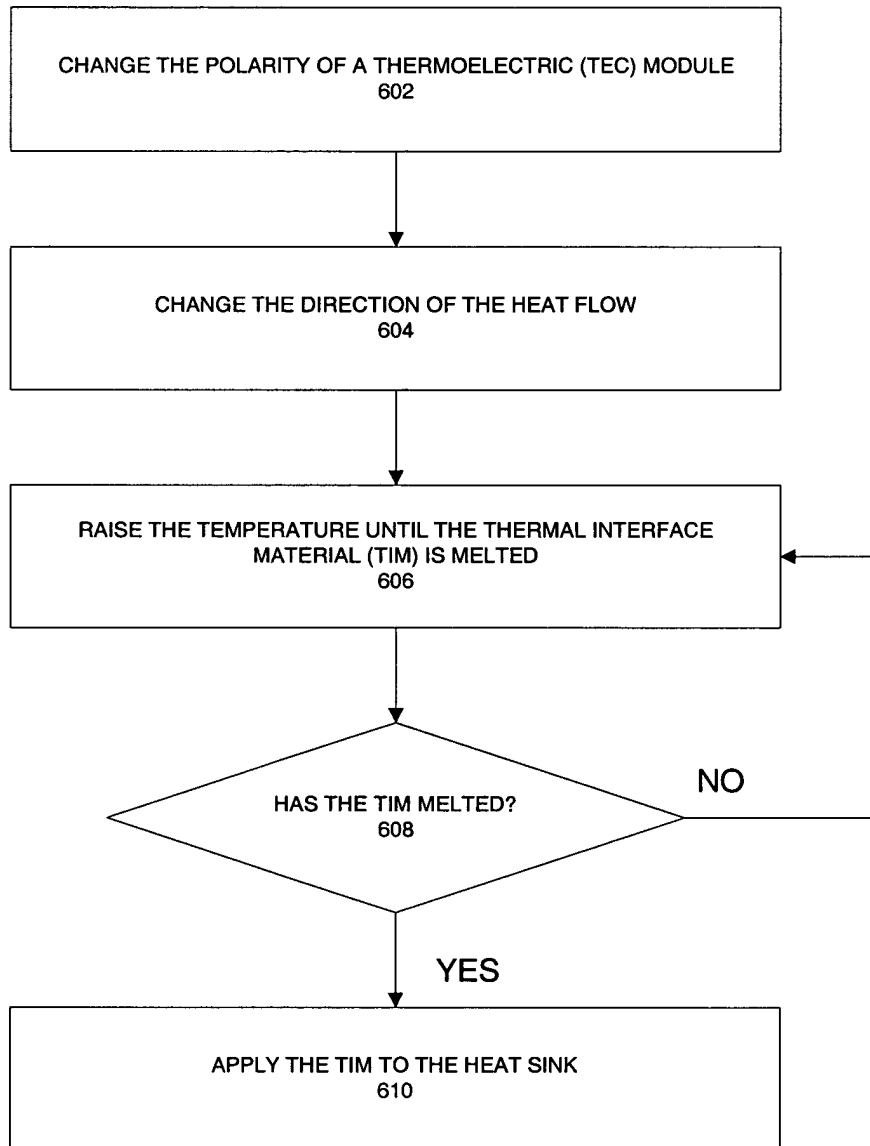 CHANGE THE POLARITY OF A THERMOELECTRIC (TEC) MODULE
602
CHANGE THE DIRECTION OF THE HEAT FLOW
604
RAISE THE TEMPERATURE UNTIL THE THERMAL INTERFACE
MATERIAL (TIM) IS MELTED
606
HAS THE TIM MELTED?
608
NO
YES
APPLY THE TIM TO THE HEAT SINK
610